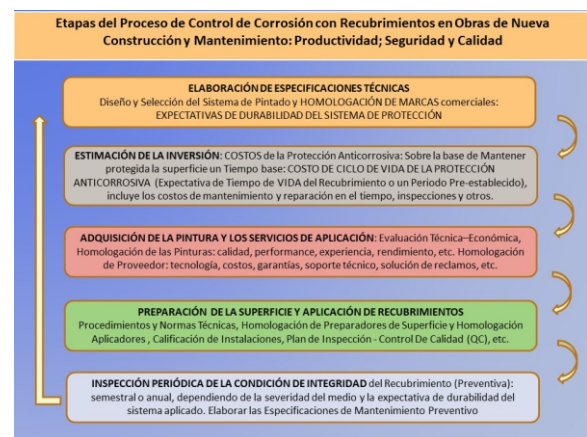 Etapas del Proceso de Control de Corrosión con Recubrimientos en Obras de Nueva
Construcción y Mantenimiento: Productividad; Seguridad y Calidad
ELABORACIÓN DE ESPECIFICACIONES TÉCNICAS
Diseño y Selección del Sistema de Pintado y HOMOLOGACIÓN DE MARCAS comerciales:
EXPECTATIVAS DE DURABILIDAD DEL SISTEMA DE PROTECCIÓN
ESTIMACIÓN DE LA INVERSIÓN: COSTOS de la Protección Anticorrosiva: Sobre la base de Mantener
protegida la superficie un Tiempo base: COSTO DE CICLO DE VIDA DE LA PROTECCIÓN
ANTICORROSIVA (Expectativa de Tiempo de VIDA del Recubrimiento o un Periodo Pre-establecido),
incluye los costos de mantenimiento y reparación en el tiempo, inspecciones y otros.
ADQUISICIÓN DE LA PINTURA Y LOS SERVICIOS DE APLICACIÓN: Evaluación Técnica–Económica,
Homologación de las Pinturas: calidad, performance, experiencia, rendimiento, etc. Homologación
de Proveedor: tecnología, costos, garantías, soporte técnico, solución de reclamos, etc.
PREPARACIÓN DE LA SUPERFICIE Y APLICACIÓN DE RECUBRIMIENTOS
Procedimientos y Normas Técnicas, Homologación de Preparadores de Superficie y Homologación
Aplicadores , Calificación de Instalaciones, Plan de Inspección - Control De Calidad (QC), etc.
INSPECCIÓN PERIÓDICA DE LA CONDICIÓN DE INTEGRIDAD del Recubrimiento (Preventiva):
semestral o anual, dependiendo de la severidad del medio y la expectativa de durabilidad del
sistema aplicado. Elaborar las Especificaciones de Mantenimiento Preventivo